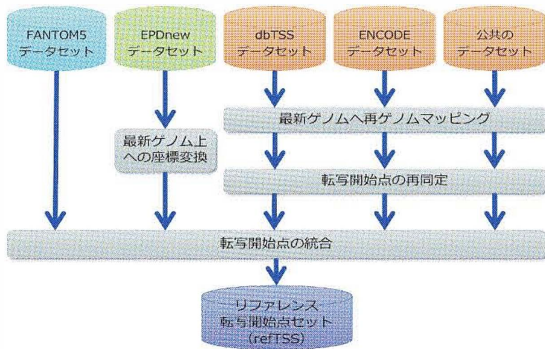 FANTOM5
データセット
EPDnew
データセット
dbTSS
データセット
ENCODE
データセット
公共の
データセット
最新ゲノムへ再ゲノムマッピング
最新ゲノム上
への座標変換
転写開始点の再同定
転写開始点の統合
リファレンス
転写開始点セット
(refTSS)